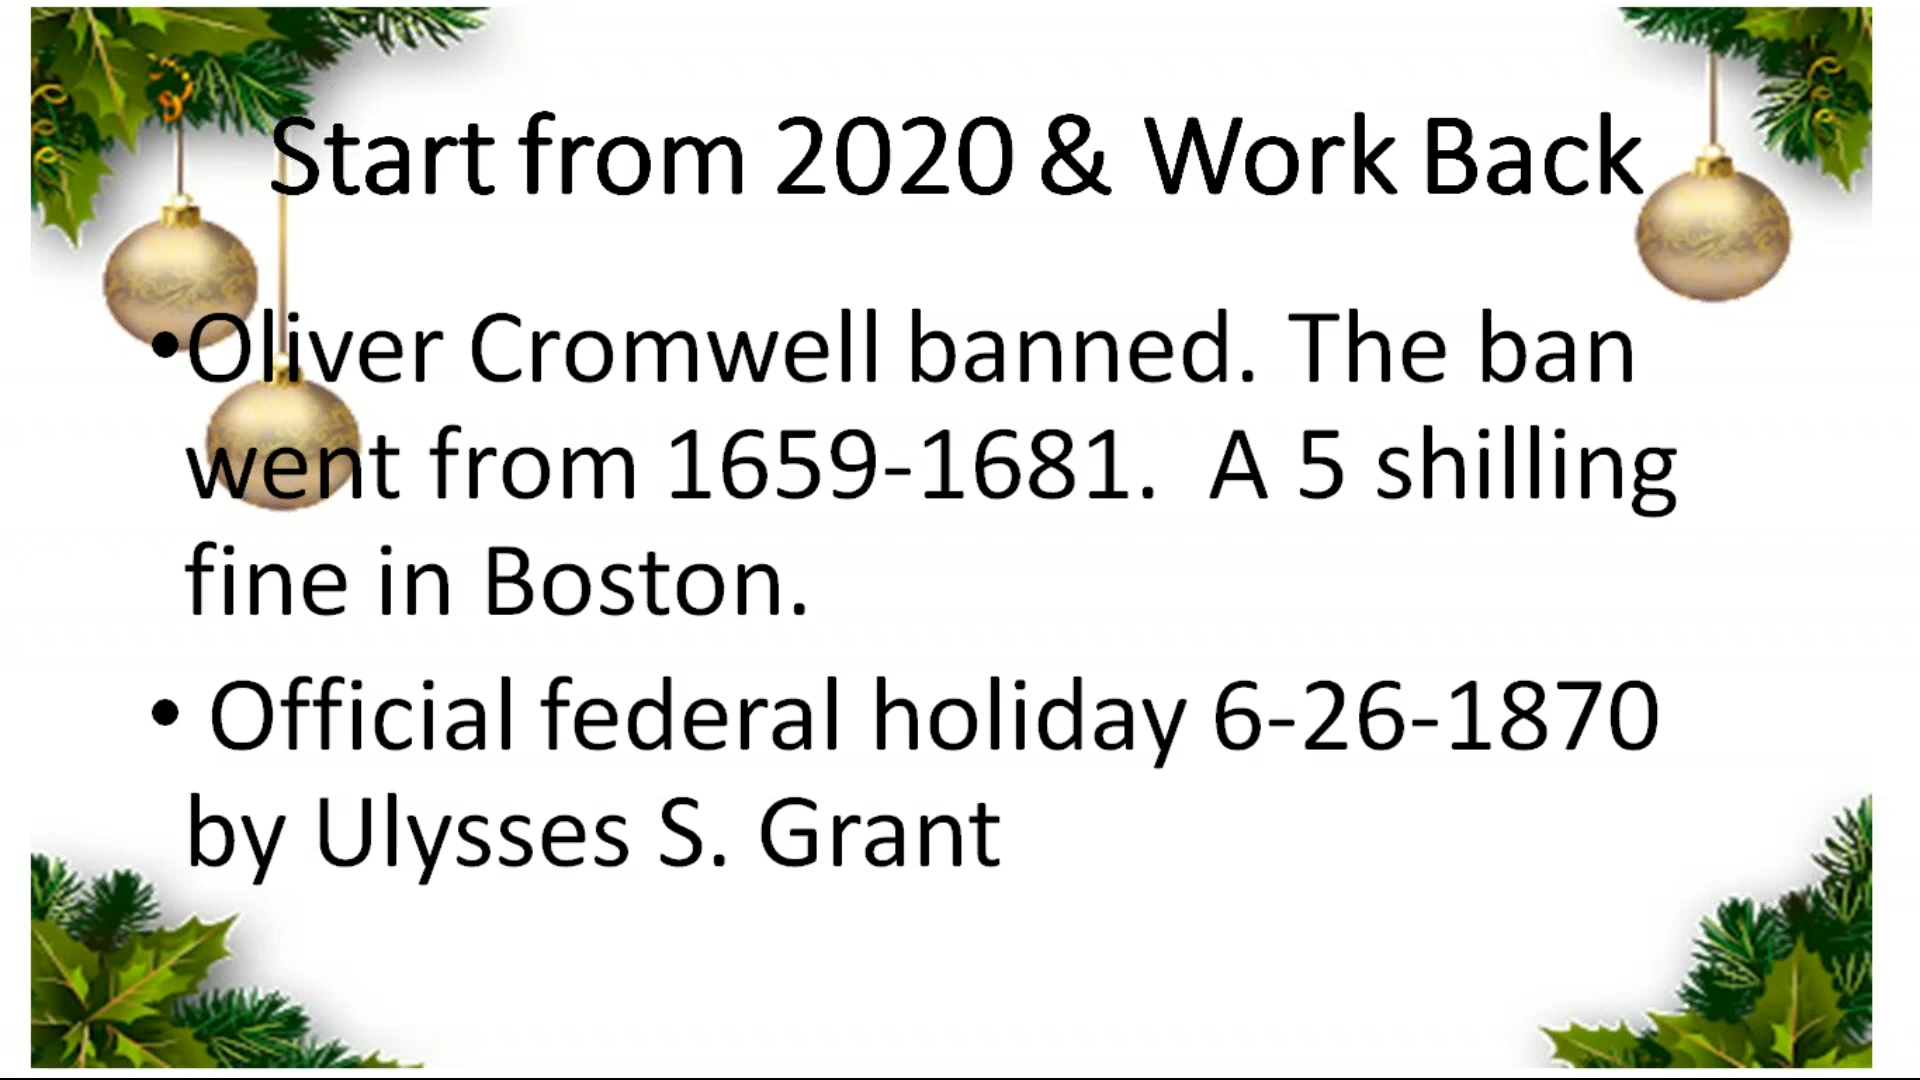 Start from 2020 & Work Back
•Oliver Cromwell banned. The ban
went from 1659-1681.  A 5 shilling
fine in Boston.
• Official federal holiday 6-26-1870
by Ulysses S. Grant